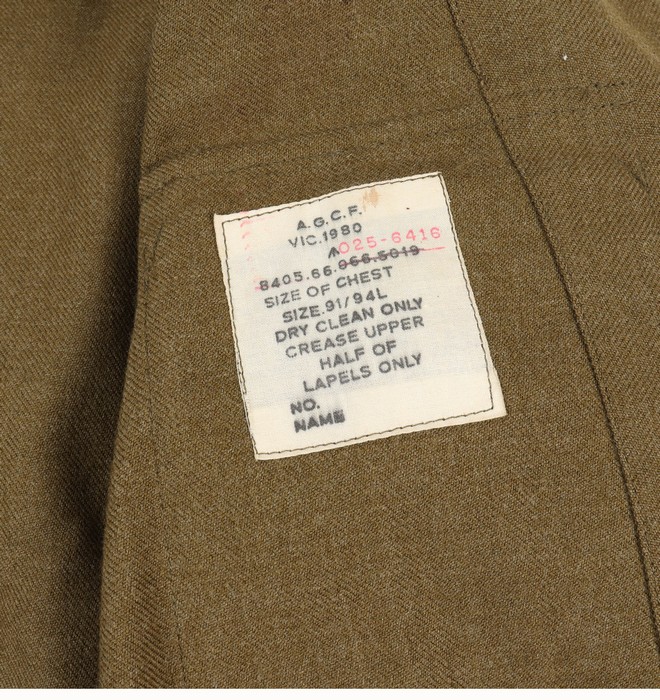 A.G.C.F.
VIC.1980
025-6416
8405.66.066.5019
SIZE OF CHEST
SIZE.91/94L
DRY CLEAN ONLY
CREASE UPPER
HALF OF
LAPELS ONLY
NO.
NAME